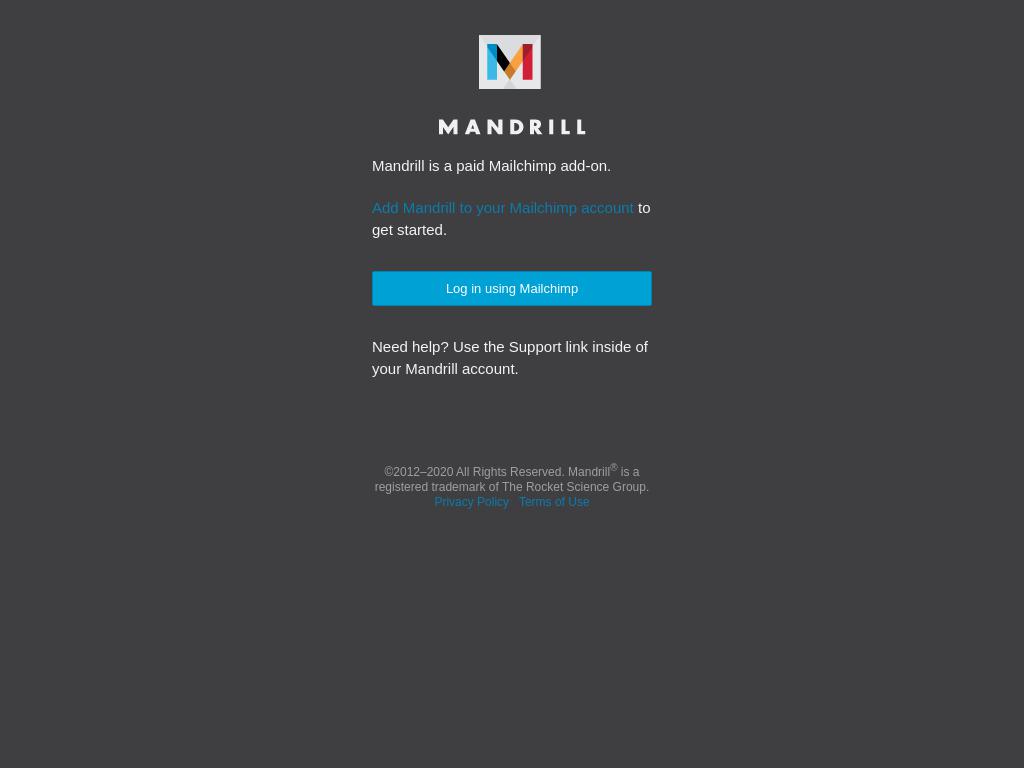 MANDRILL
Mandrill is a paid Mailchimp add-on.
Add Mandrill to your Mailchimp account to
get started.
Log in using Mailchimp
Need help? Use the Support link inside of
your Mandrill account.
©2012–2020 All Rights Reserved. Mandrill® is a
registered trademark of The Rocket Science Group.
Privacy Policy Terms of Use